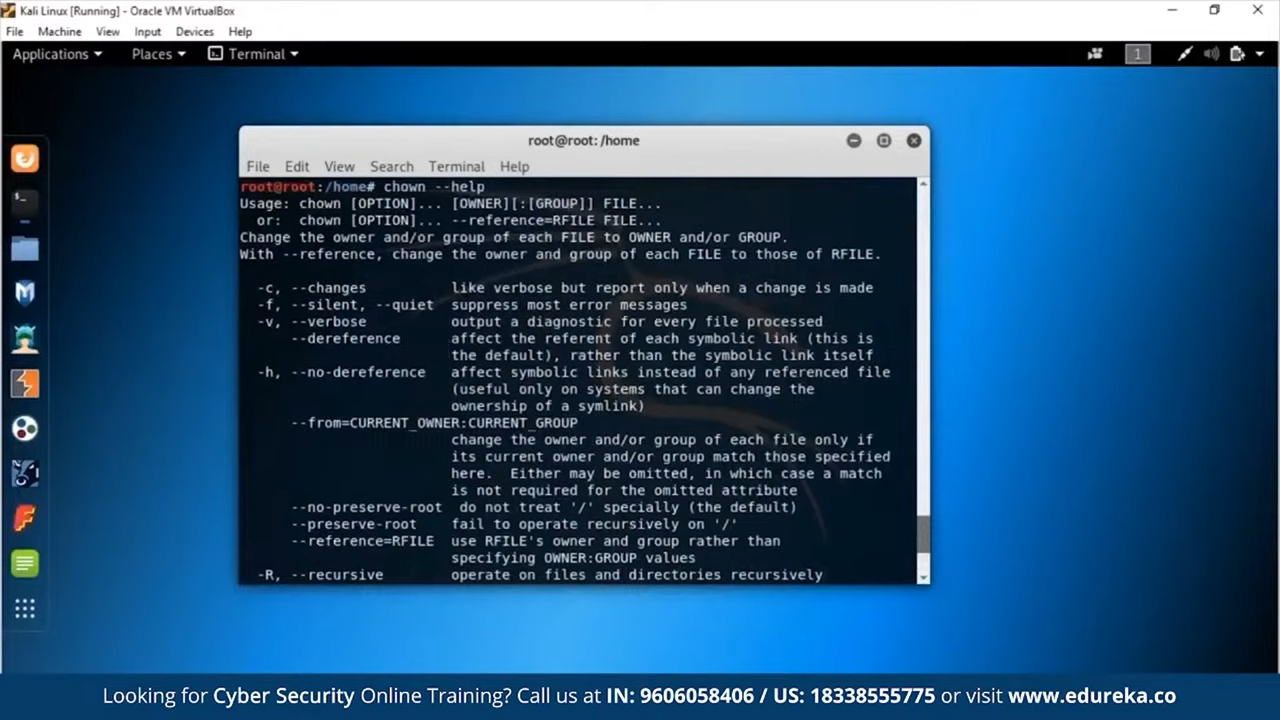 Kali Linux [Running] - Oracle VM VirtualBox
File Machine View Input Devices Help
Applications Places Terminal 1
root@root: /home
File Edit View Search Terminal Help
root@root:/home# chown --help
Usage: chown [OPTION]... [OWNER][:[GROUP]] FILE...
or: chown [OPTION]... --reference=RFILE FILE...
Change the owner and/or group of each FILE to OWNER and/or GROUP.
With --reference, change the owner and group of each FILE to those of RFILE.
-c, --changes like verbose but report only when a change is made
-f, --silent, --quiet suppress most error messages
-v, --verbose output a diagnostic for every file processed
--dereference affect the referent of each symbolic link (this is
the default), rather than the symbolic link itself
-h, --no-dereference affect symbolic links instead of any referenced file
(useful only on systems that can change the
ownership of a symlink)
--from=CURRENT_OWNER:CURRENT_GROUP
change the owner and/or group of each file only if
its current owner and/or group match those specified
here. Either may be omitted, in which case a match
is not required for the omitted attribute
--no-preserve-root do not treat '/' specially (the default)
--preserve-root fail to operate recursively on '/'
--reference=RFILE use RFILE's owner and group rather than
specifying OWNER:GROUP values
-R, --recursive operate on files and directories recursively
Looking for Cyber Security Online Training? Call us at IN: 9606058406 / US: 18338555775 or visit www.edureka.co